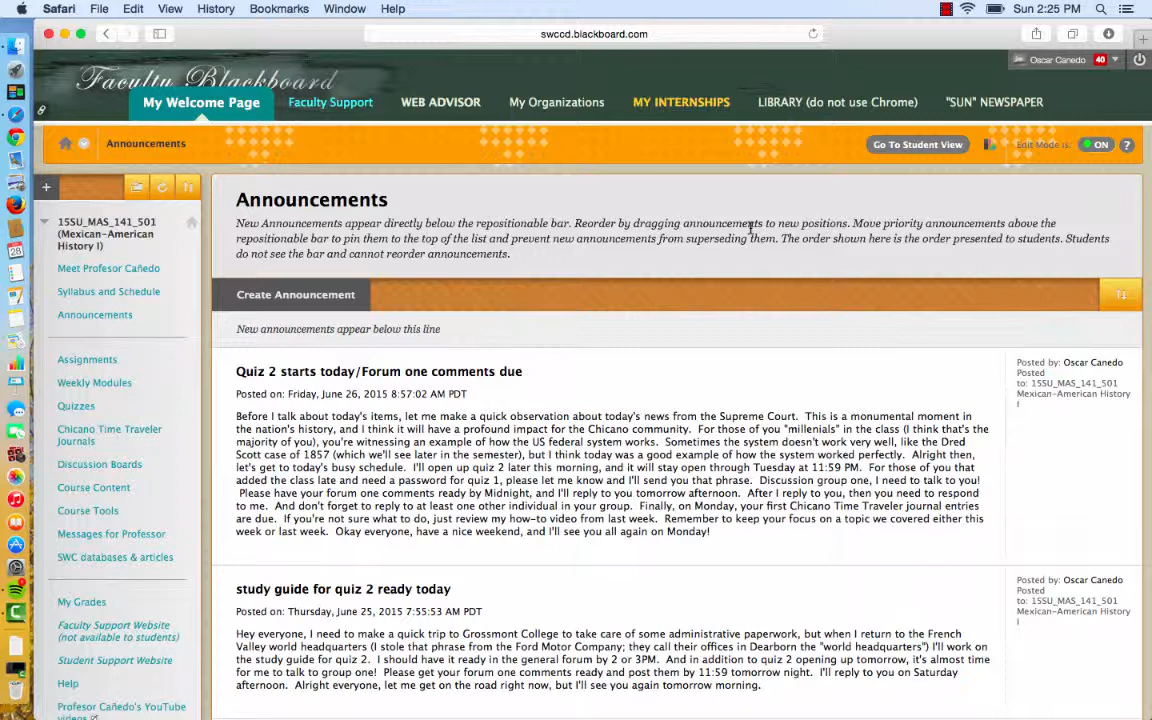 Safari File Edit View History Bookmarks Window Help Sun 2:25 PM
swccd.blackboard.com
Faculty Blackboard
Oscar Canedo 40
My Welcome Page Faculty Support WEB ADVISOR My Organizations MY INTERNSHIPS LIBRARY (do not use Chrome) "SUN" NEWSPAPER
Announcements Go To Student View Edit Mode is: ON ?
15SU_MAS_141_501
(Mexican-American
History I)
Meet Profesor Cañedo
Syllabus and Schedule
Announcements
Assignments
Weekly Modules
Quizzes
Chicano Time Traveler
Journals
Discussion Boards
Course Content
Course Tools
Messages for Professor
SWC databases & articles
My Grades
Faculty Support Website
(not available to students)
Student Support Website
Help
Profesor Cañedo's YouTube
videos
Announcements
New Announcements appear directly below the repositionable bar. Reorder by dragging announcements to new positions. Move priority announcements above the
repositionable bar to pin them to the top of the list and prevent new announcements from superseding them. The order shown here is the order presented to students. Students
do not see the bar and cannot reorder announcements.
Create Announcement
New announcements appear below this line
Quiz 2 starts today/Forum one comments due
Posted on: Friday, June 26, 2015 8:57:02 AM PDT
Before I talk about today's items, let me make a quick observation about today's news from the Supreme Court. This is a monumental moment in
the nation's history, and I think it will have a profound impact for the Chicano community. For those of you "millenials" in the class (I think that's the
majority of you), you're witnessing an example of how the US federal system works. Sometimes the system doesn't work very well, like the Dred
Scott case of 1857 (which we'll see later in the semester), but I think today was a good example of how the system worked perfectly. Alright then,
let's get to today's busy schedule. I'll open up quiz 2 later this morning, and it will stay open through Tuesday at 11:59 PM. For those of you that
added the class late and need a password for quiz 1, please let me know and I'll send you that phrase. Discussion group one, I need to talk to you!
Please have your forum one comments ready by Midnight, and I'll reply to you tomorrow afternoon. After I reply to you, then you need to respond
to me. And don't forget to reply to at least one other individual in your group. Finally, on Monday, your first Chicano Time Traveler journal entries
are due. If you're not sure what to do, just review my how-to video from last week. Remember to keep your focus on a topic we covered either this
week or last week. Okay everyone, have a nice weekend, and I'll see you all again on Monday!
Posted by: Oscar Canedo
Posted
to: 15SU_MAS_141_501
Mexican-American History
I
study guide for quiz 2 ready today
Posted on: Thursday, June 25, 2015 7:55:53 AM PDT
Hey everyone, I need to make a quick trip to Grossmont College to take care of some administrative paperwork, but when I return to the French
Valley world headquarters (I stole that phrase from the Ford Motor Company; they call their offices in Dearborn the "world headquarters") I'll work on
the study guide for quiz 2. I should have it ready in the general forum by 2 or 3PM. And in addition to quiz 2 opening up tomorrow, it's almost time
for me to talk to group one! Please get your forum one comments ready and post them by 11:59 tomorrow night. I'll reply to you on Saturday
afternoon. Alright everyone, let me get on the road right now, but I'll see you again tomorrow morning.
Posted by: Oscar Canedo
Posted
to: 15SU_MAS_141_501
Mexican-American History
I